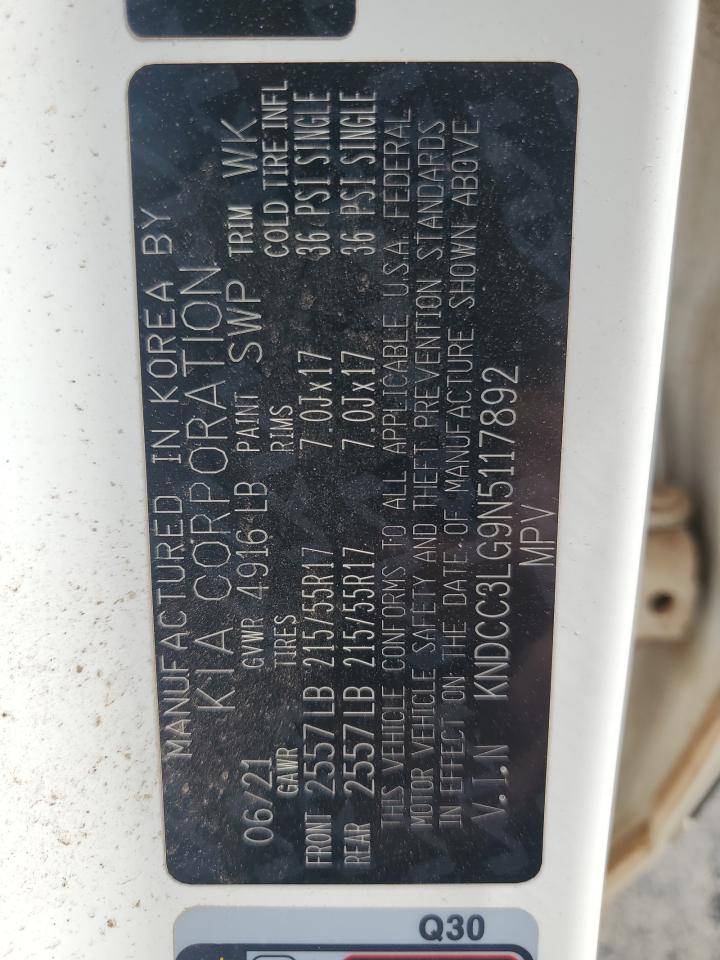 MANUFACTURED IN KOREA BY
KIA CORPORATION
06/21 GVWR 4916 LB PAINT SWP TRIM WK
GAWR TIRES RIMS COLD TIRE INFL
FRONT 2557 LB 215/55R17 7.0Jx17 36 PSI SINGLE
REAR 2557 LB 215/55R17 7.0Jx17 36 PSI SINGLE
THIS VEHICLE CONFORMS TO ALL APPLICABLE U.S.A. FEDERAL
MOTOR VEHICLE SAFETY AND THEFT PREVENTION STANDARDS
IN EFFECT ON THE DATE OF MANUFACTURE SHOWN ABOVE
V.I.N KNDCC3LG9N5117892
MPV
Q30